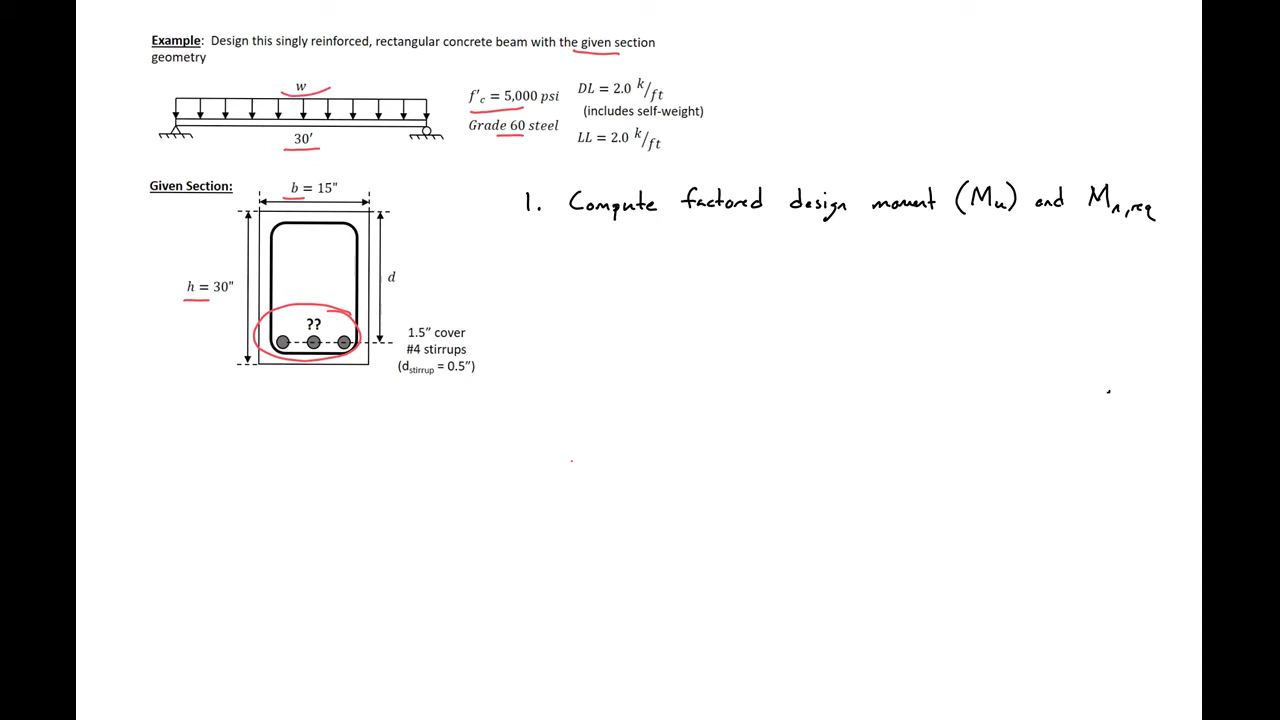 Example: Design this singly reinforced, rectangular concrete beam with the given section
geometry
w
30'
f'c = 5,000 psi
Grade 60 steel
DL = 2.0 k/ft
(includes self-weight)
LL = 2.0 k/ft
Given Section:
b = 15"
h = 30"
d
??
1.5" cover
#4 stirrups
(dstirrup = 0.5")
1. Compute factored design moment (Mu) and Mn,req